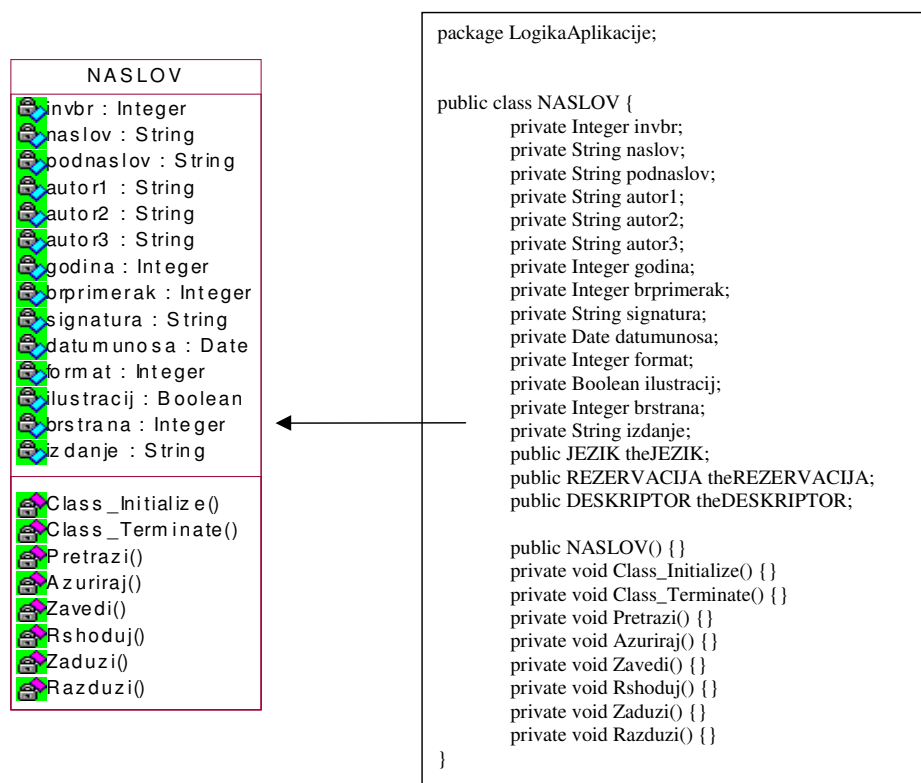 NASLOV
invbr : Integer
naslov : String
podnaslov : String
autor1 : String
autor2 : String
autor3 : String
godina : Integer
brprimerak : Integer
signatura : String
datumunosa : Date
format : Integer
ilustracij : Boolean
brstrana : Integer
izdanje : String
Class_Initialize()
Class_Terminate()
Pretrazi()
Azuriraj()
Zavedi()
Rshoduj()
Zaduzi()
Razduzi()
package LogikaAplikacije;
public class NASLOV {
private Integer invbr;
private String naslov;
private String podnaslov;
private String autor1;
private String autor2;
private String autor3;
private Integer godina;
private Integer brprimerak;
private String signatura;
private Date datumunosa;
private Integer format;
private Boolean ilustracij;
private Integer brstrana;
private String izdanje;
public JEZIK theJEZIK;
public REZERVACIJA theREZERVACIJA;
public DESKRIPTOR theDESKRIPTOR;
public NASLOV() {}
private void Class_Initialize() {}
private void Class_Terminate() {}
private void Pretrazi() {}
private void Azuriraj() {}
private void Zavedi() {}
private void Rshoduj() {}
private void Zaduzi() {}
private void Razduzi() {}
}